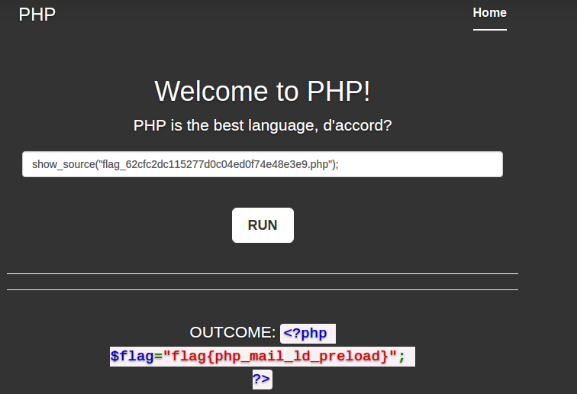 PHP
Home
Welcome to PHP!
PHP is the best language, d'accord?
show_source("flag_62cfc2dc115277d0c04ed0f74e48e3e9.php");
RUN
OUTCOME: <?php
$flag="flag{php_mail_ld_preload}";
?>